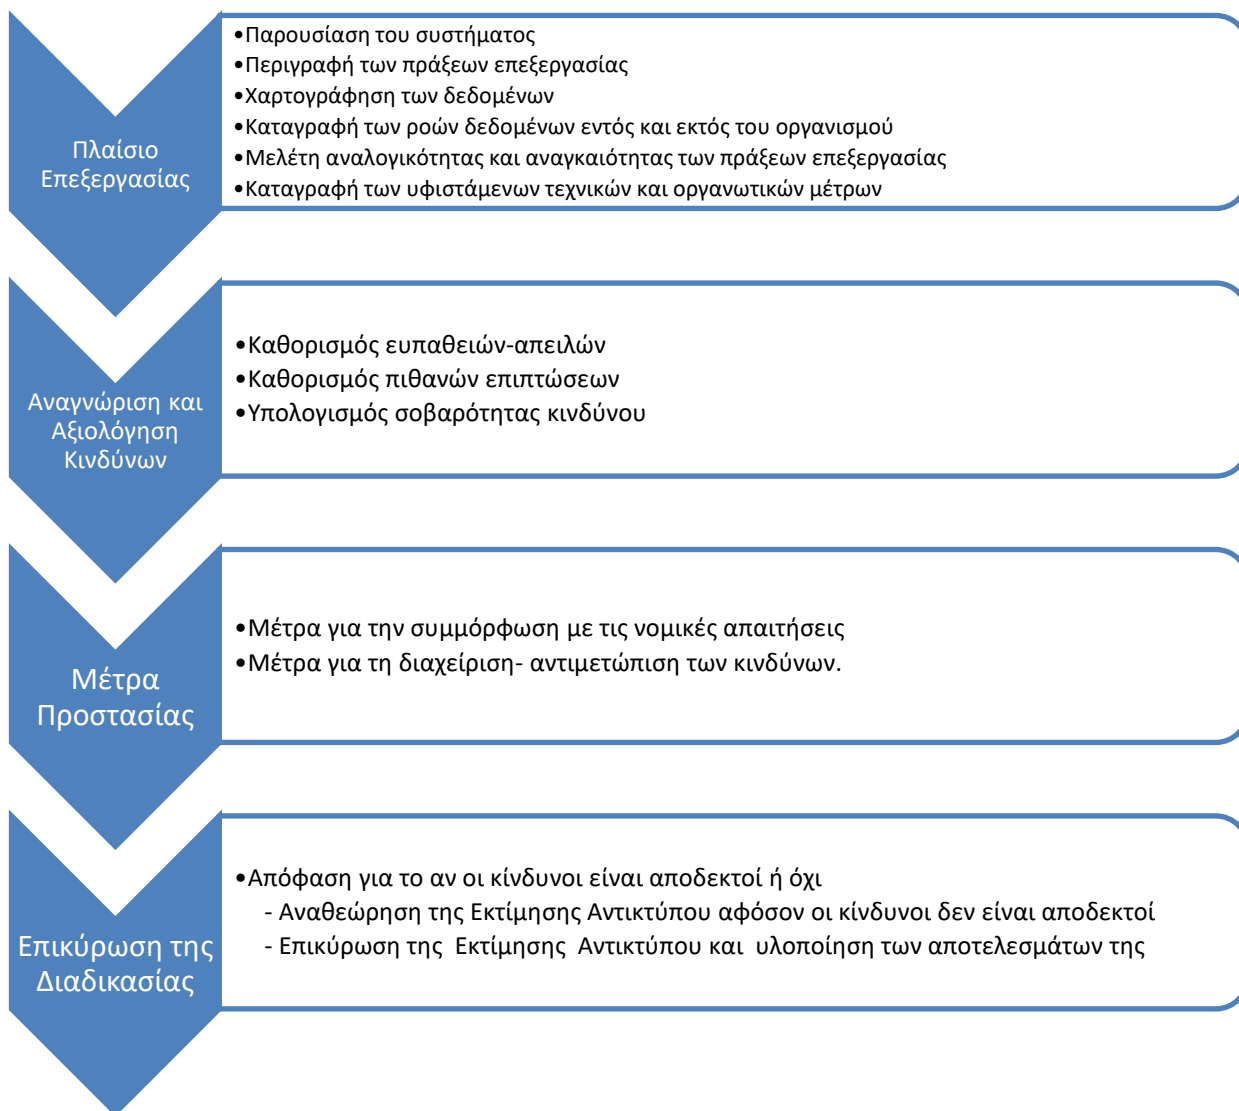 Πλαίσιο
Επεξεργασίας
•Παρουσίαση του συστήματος
•Περιγραφή των πράξεων επεξεργασίας
•Χαρτογράφηση των δεδομένων
•Καταγραφή των ροών δεδομένων εντός και εκτός του οργανισμού
•Μελέτη αναλογικότητας και αναγκαιότητας των πράξεων επεξεργασίας
•Καταγραφή των υφιστάμενων τεχνικών και οργανωτικών μέτρων
Αναγνώριση και
Αξιολόγηση
Κινδύνων
•Καθορισμός ευπαθειών-απειλών
•Καθορισμός πιθανών επιπτώσεων
•Υπολογισμός σοβαρότητας κινδύνου
Μέτρα
Προστασίας
•Μέτρα για την συμμόρφωση με τις νομικές απαιτήσεις
•Μέτρα για τη διαχείριση- αντιμετώπιση των κινδύνων.
Επικύρωση της
Διαδικασίας
•Απόφαση για το αν οι κίνδυνοι είναι αποδεκτοί ή όχι
- Αναθεώρηση της Εκτίμησης Αντικτύπου αφόσον οι κίνδυνοι δεν είναι αποδεκτοί
- Επικύρωση της Εκτίμησης Αντικτύπου και υλοποίηση των αποτελεσμάτων της